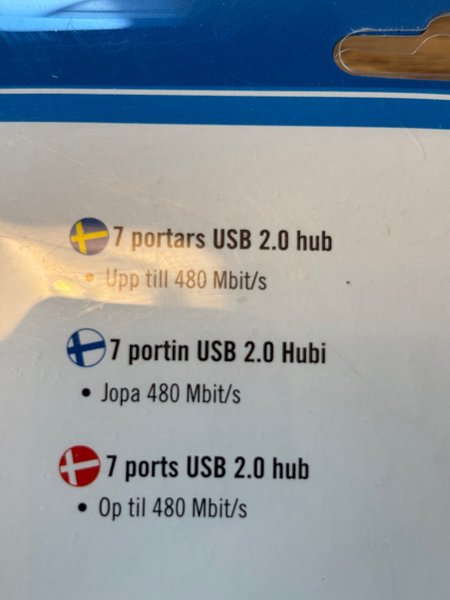 7 portars USB 2.0 hub
• Upp till 480 Mbit/s
7 portin USB 2.0 Hubi
• Jopa 480 Mbit/s
7 ports USB 2.0 hub
• Op til 480 Mbit/s